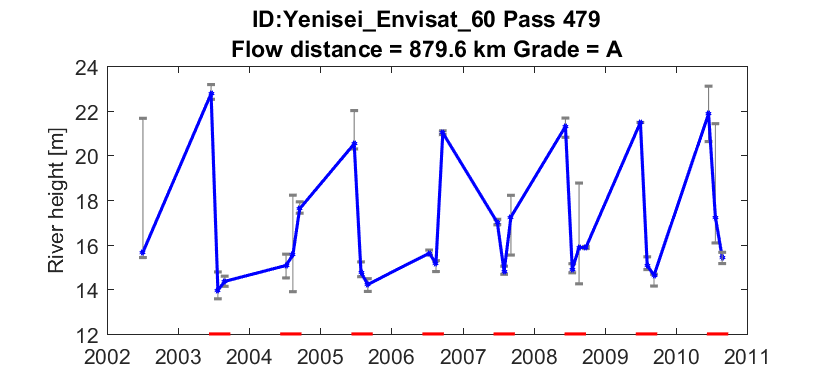 ID:Yenisei_Envisat_60 Pass 479
Flow distance = 879.6 km Grade = A
River height [m]
24
22
20
18
16
14
12
2002 2003 2004 2005 2006 2007 2008 2009 2010 2011